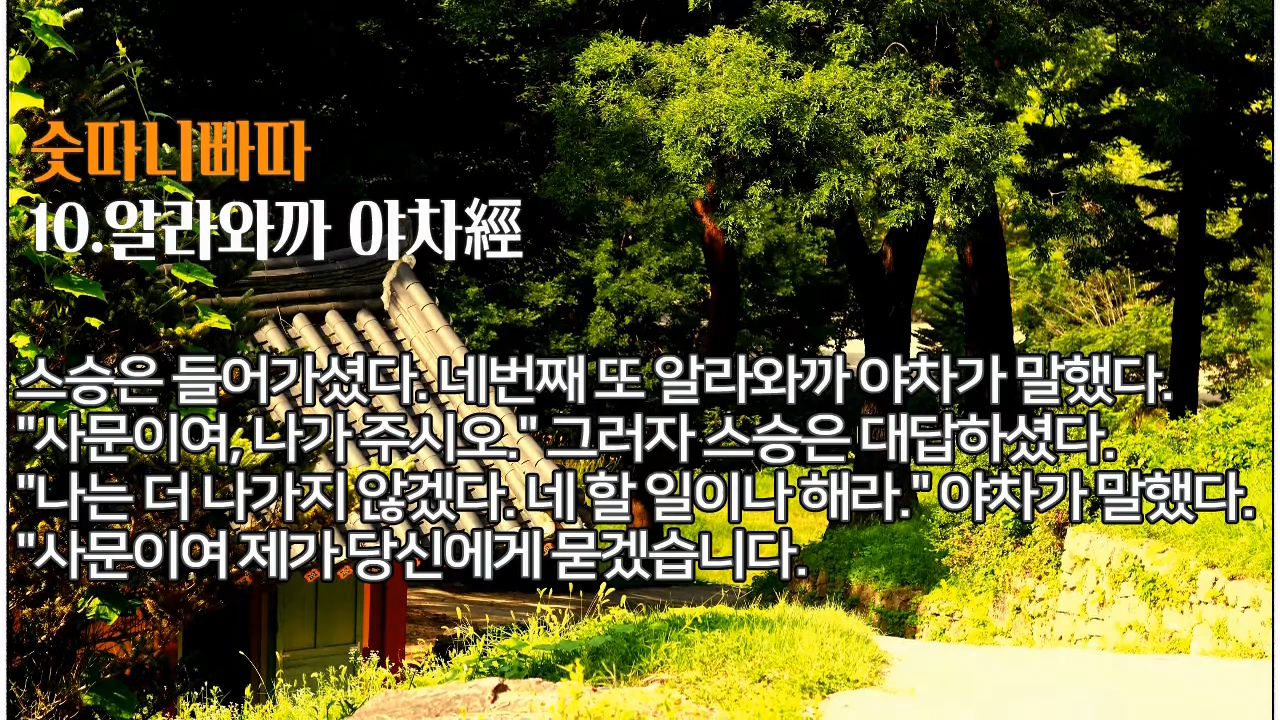 숫따니빠따
10.알라와까 야차經
스승은 들어가셨다. 네번째 또 알라와까 야차가 말했다.
"사문이여, 나가 주시오." 그러자 스승은 대답하셨다.
"나는 더 나가지 않겠다. 네 할 일이나 해라." 야차가 말했다.
"사문이여 제가 당신에게 묻겠습니다.